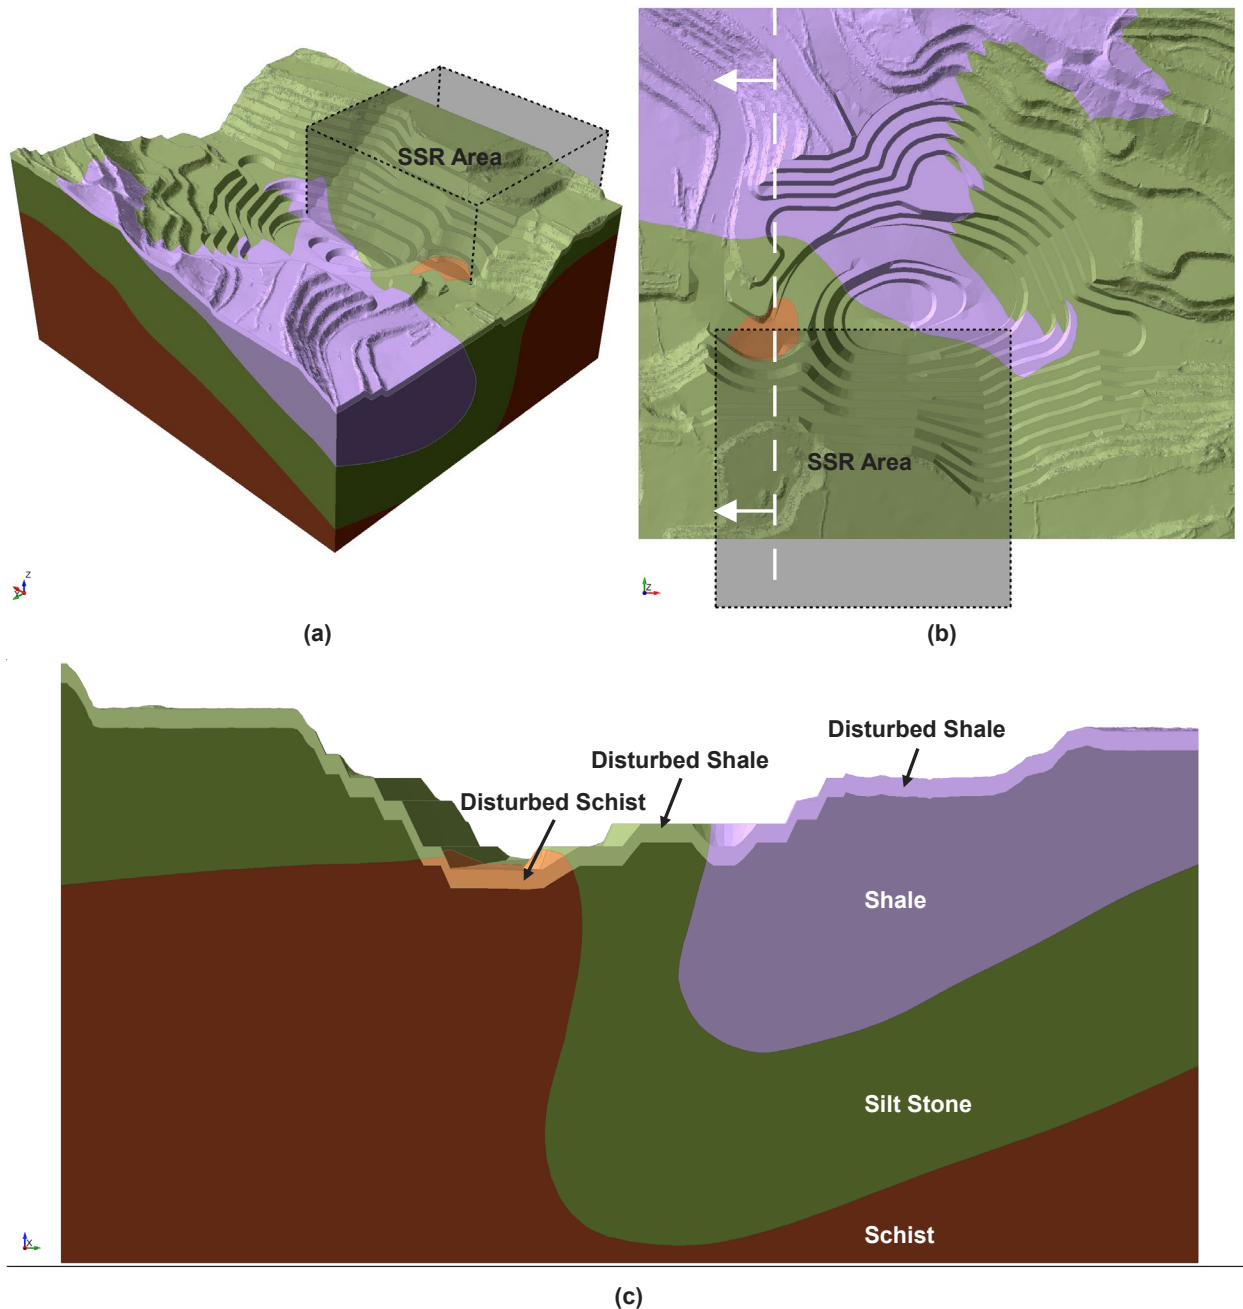 SSR Area
SSR Area
Z
Z
(a)
(b)
Disturbed Shale
Disturbed Shale
Disturbed Schist
Shale
Silt Stone
Schist
X
(c)